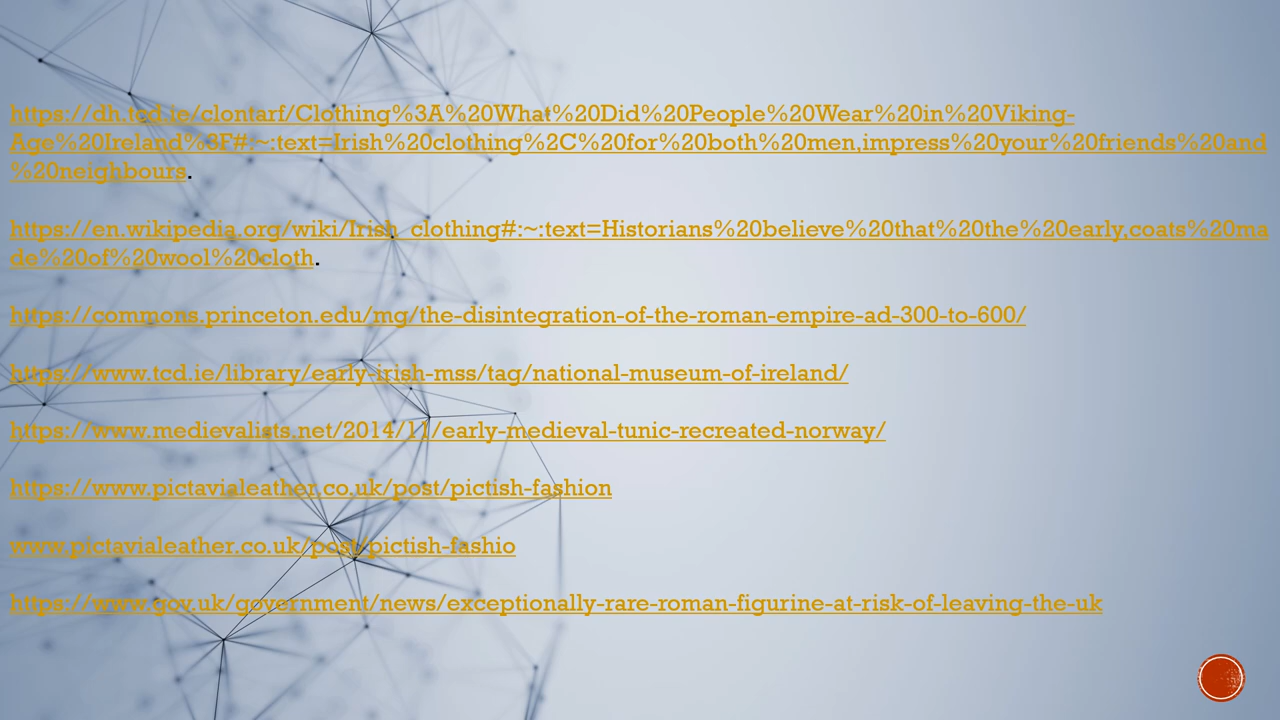 https://dh.tcd.ie/clontarf/Clothing%3A%20What%20Did%20People%20Wear%20in%20Viking-
Age%20Ireland%3F#:~:text=Irish%20clothing%2C%20for%20both%20men,impress%20your%20friends%20and
%20neighbours.
https://en.wikipedia.org/wiki/Irish_clothing#:~:text=Historians%20believe%20that%20the%20early,coats%20ma
de%20of%20wool%20cloth.
https://commons.princeton.edu/mg/the-disintegration-of-the-roman-empire-ad-300-to-600/
https://www.tcd.ie/library/early-irish-mss/tag/national-museum-of-ireland/
https://www.medievalists.net/2014/11/early-medieval-tunic-recreated-norway/
https://www.pictavialeather.co.uk/post/pictish-fashion
www.pictavialeather.co.uk/post/pictish-fashio
https://www.gov.uk/government/news/exceptionally-rare-roman-figurine-at-risk-of-leaving-the-uk